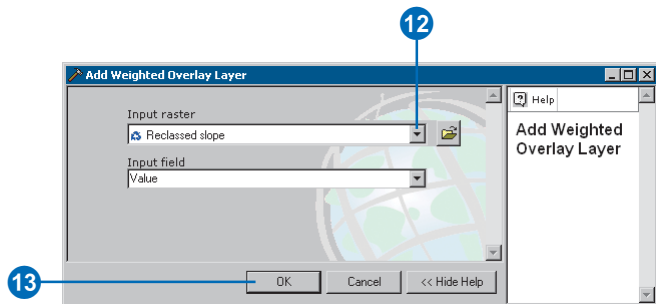 12
Add Weighted Overlay Layer
Input raster
Reclassed slope
Input field
Value
Help
Add Weighted
Overlay Layer
13
OK
Cancel
<< Hide Help